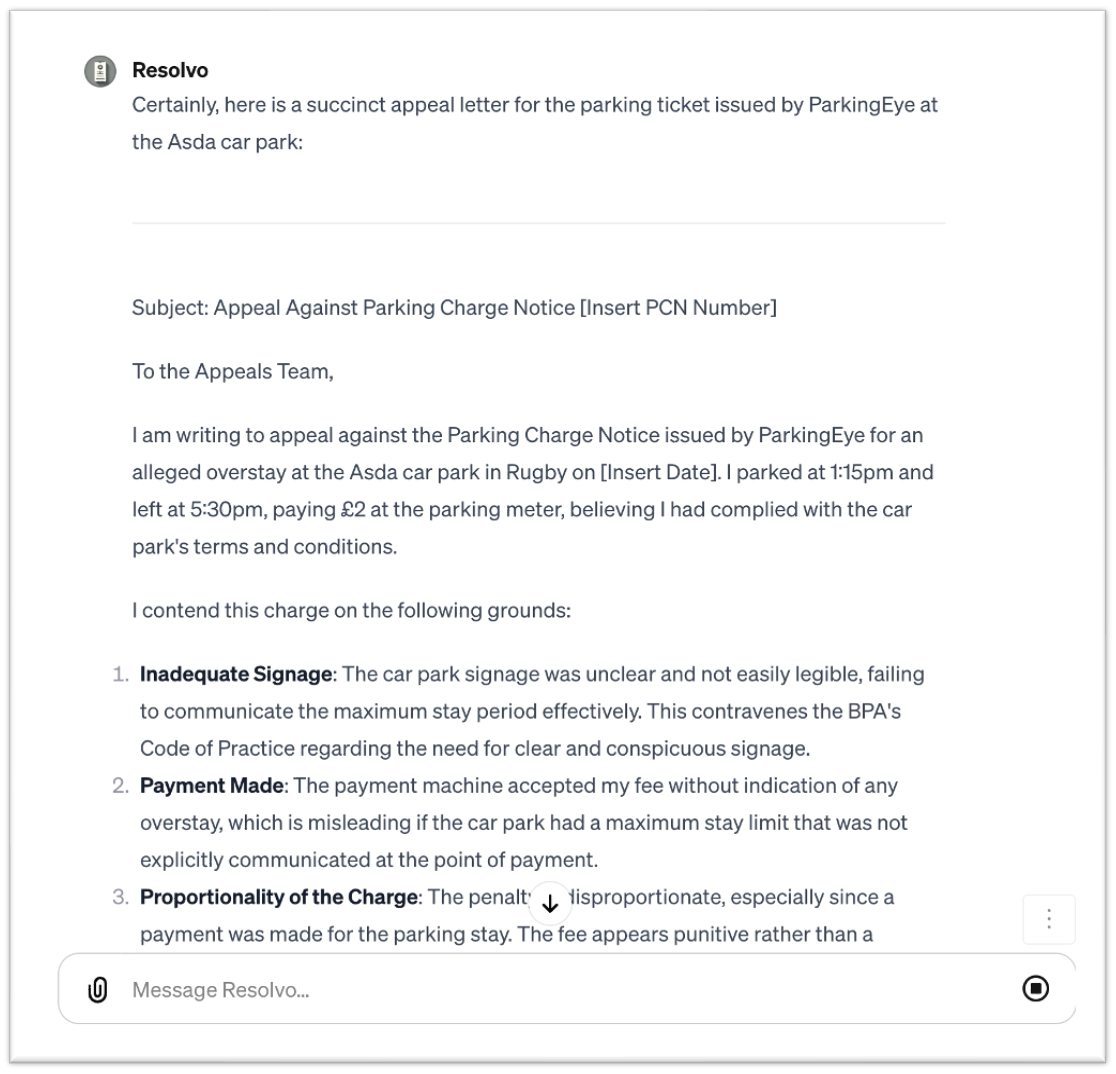 Resolvo
Certainly, here is a succinct appeal letter for the parking ticket issued by ParkingEye at
the Asda car park:
Subject: Appeal Against Parking Charge Notice [Insert PCN Number]
To the Appeals Team,
I am writing to appeal against the Parking Charge Notice issued by ParkingEye for an
alleged overstay at the Asda car park in Rugby on [Insert Date]. I parked at 1:15pm and
left at 5:30pm, paying £2 at the parking meter, believing I had complied with the car
park's terms and conditions.
I contend this charge on the following grounds:
1. Inadequate Signage: The car park signage was unclear and not easily legible, failing
to communicate the maximum stay period effectively. This contravenes the BPA's
Code of Practice regarding the need for clear and conspicuous signage.
2. Payment Made: The payment machine accepted my fee without indication of any
overstay, which is misleading if the car park had a maximum stay limit that was not
explicitly communicated at the point of payment.
3. Proportionality of the Charge: The penalty disproportionate, especially since a
payment was made for the parking stay. The fee appears punitive rather than a
Message Resolvo...